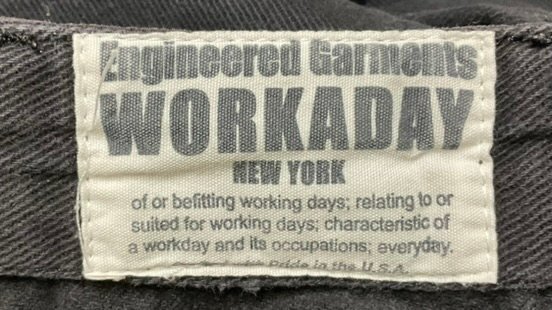 Engineered Garments
WORKADAY
NEW YORK
of or befitting working days; relating to or
suited for working days; characteristic of
a workday and its occupations; everyday.
with Pride in the U.S.A.